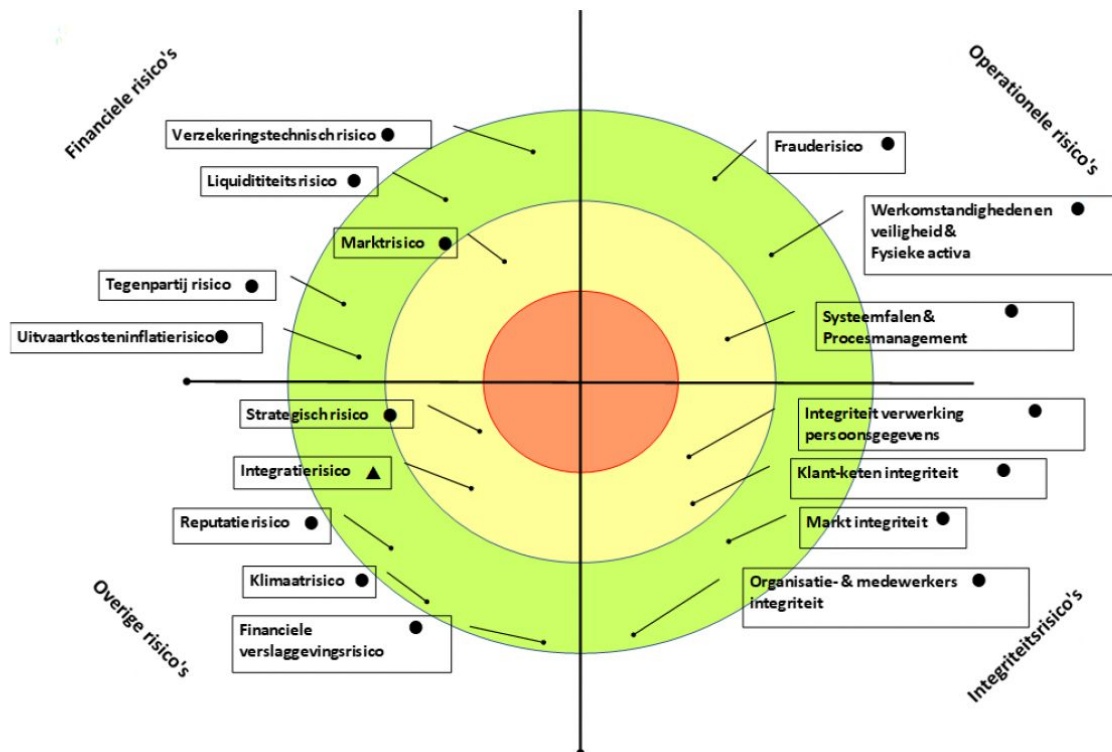 Financiele risico's
Verzekeringstechnisch risico
Liquidititeitsrisico
Marktrisico
Tegenpartij risico
Uitvaartkosteninflatierisico
Operationele risico's
Frauderisico
Werkomstandigheden en
veiligheid &
Fysieke activa
Systeemfalen &
Procesmanagement
Overige risico's
Strategisch risico
Integratierisico
Reputatierisico
Klimaatrisico
Financiele
verslaggevingsrisico
Integriteitsrisico's
Integriteit verwerking
persoonsgegevens
Klant-keten integriteit
Markt integriteit
Organisatie- & medewerkers
integriteit